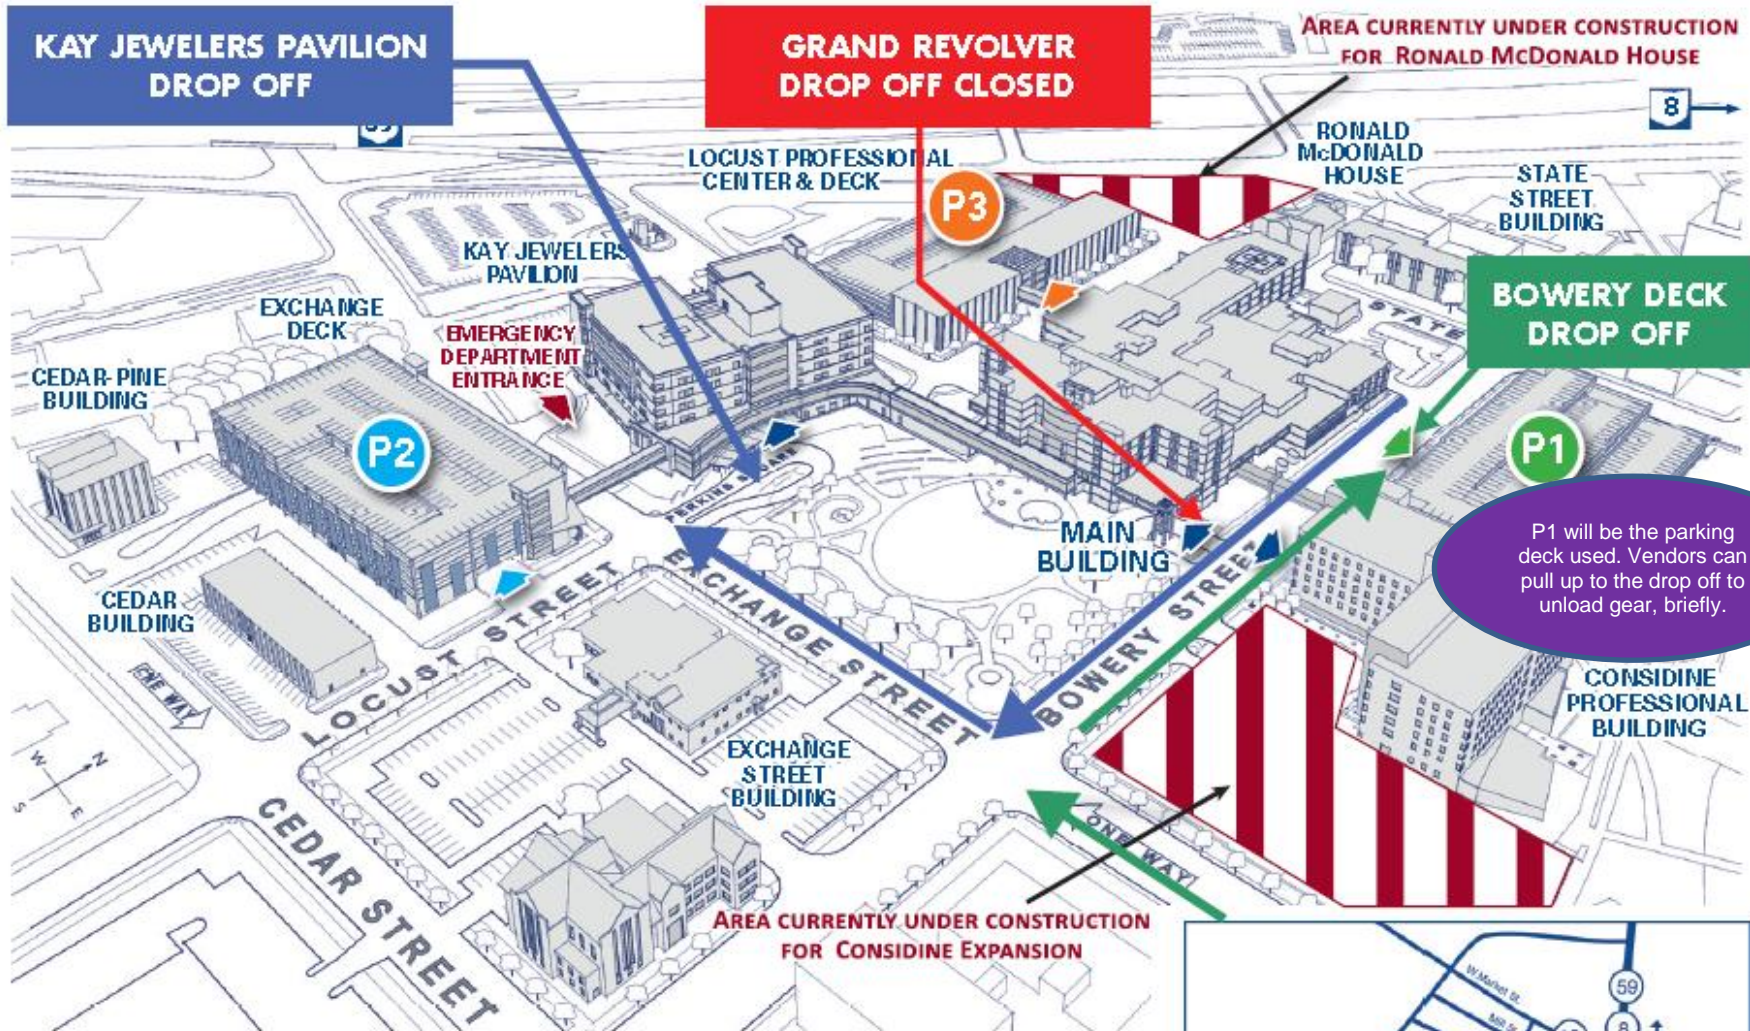 KAY JEWELERS PAVILION
DROP OFF
GRAND REVOLVER
DROP OFF CLOSED
AREA CURRENTLY UNDER CONSTRUCTION
FOR RONALD MCDONALD HOUSE
8
LOCUST PROFESSIONAL
CENTER & DECK
P3
RONALD
McDONALD
HOUSE
STATE
STREET
BUILDING
KAY JEWELERS
PAVILION
BOWERY DECK
DROP OFF
EXCHANGE
DECK
EMERGENCY
DEPARTMENT
ENTRANCE
STATE
CEDAR-PINE
BUILDING
P2
P1
PERKINS
MAIN
BUILDING
P1 will be the parking
deck used. Vendors can
pull up to the drop off to
unload gear, briefly.
CEDAR
BUILDING
LOCUST STREET
EXCHANGE STREET
BOWERY STREET
ONE WAY
CONSIDINE
PROFESSIONAL
BUILDING
EXCHANGE
STREET
BUILDING
W
N
S
E
CEDAR STREET
ONE WAY
AREA CURRENTLY UNDER CONSTRUCTION
FOR CONSIDINE EXPANSION
W.Market St.
59
Mill St.
8